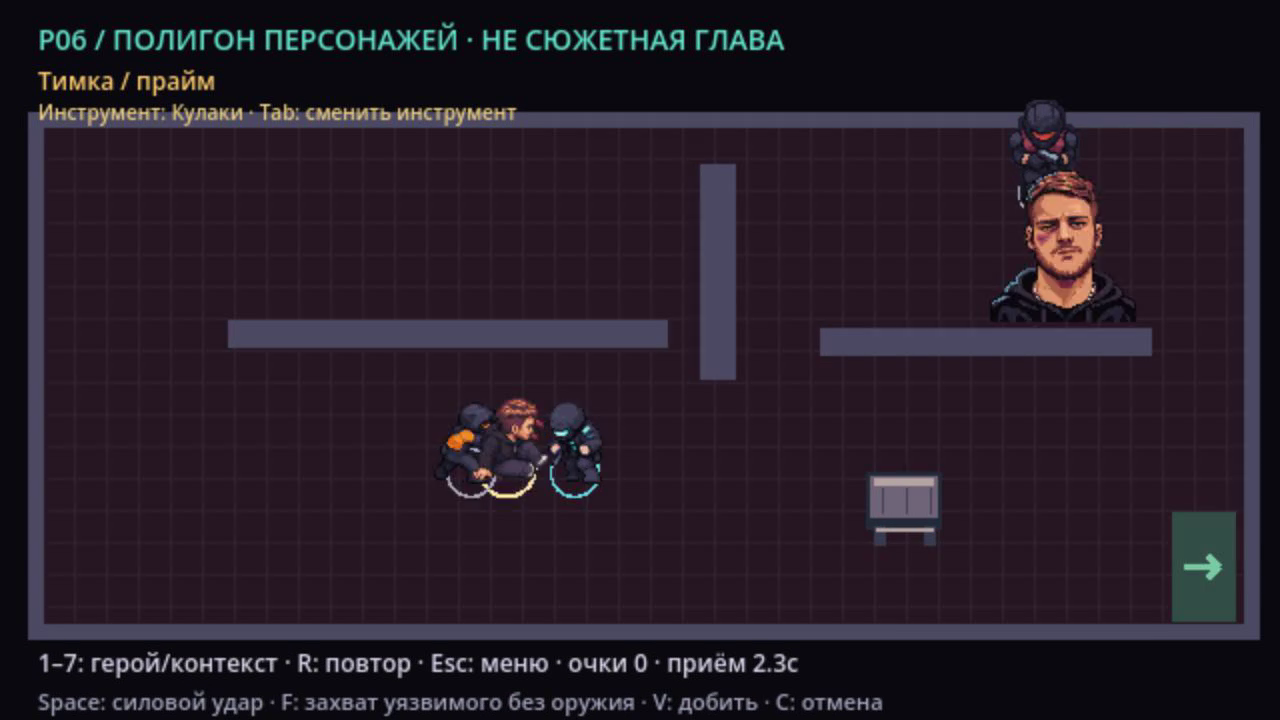 P06 / ПОЛИГОН ПЕРСОНАЖЕЙ · НЕ СЮЖЕТНАЯ ГЛАВА
Тимка / прайм
Инструмент: Кулаки · Tab: сменить инструмент
→
1–7: герой/контекст · R: повтор · Esc: меню · очки 0 · приём 2.3с
Space: силовой удар · F: захват уязвимого без оружия · V: добить · C: отмена